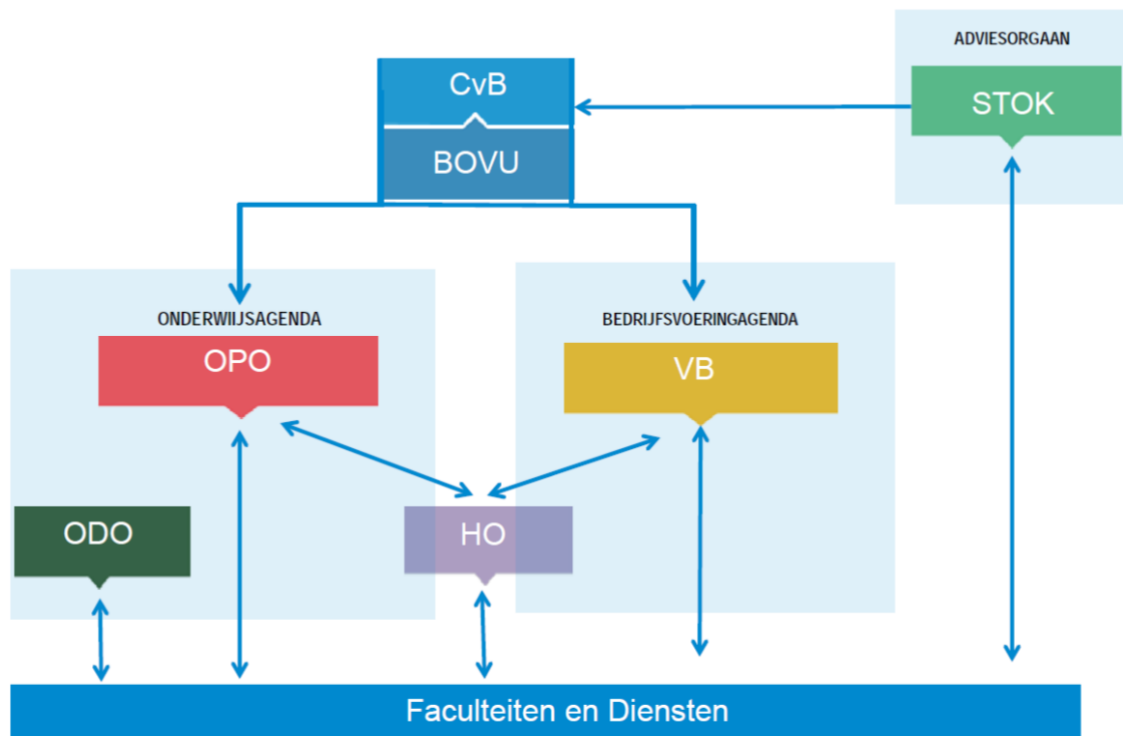 ADVIESORGAAN
STOK
CvB
BOVU
ONDERWIJSAGENDA
OPO
BEDRIJFSVOERINGAGENDA
VB
ODO
HO
Faculteiten en Diensten